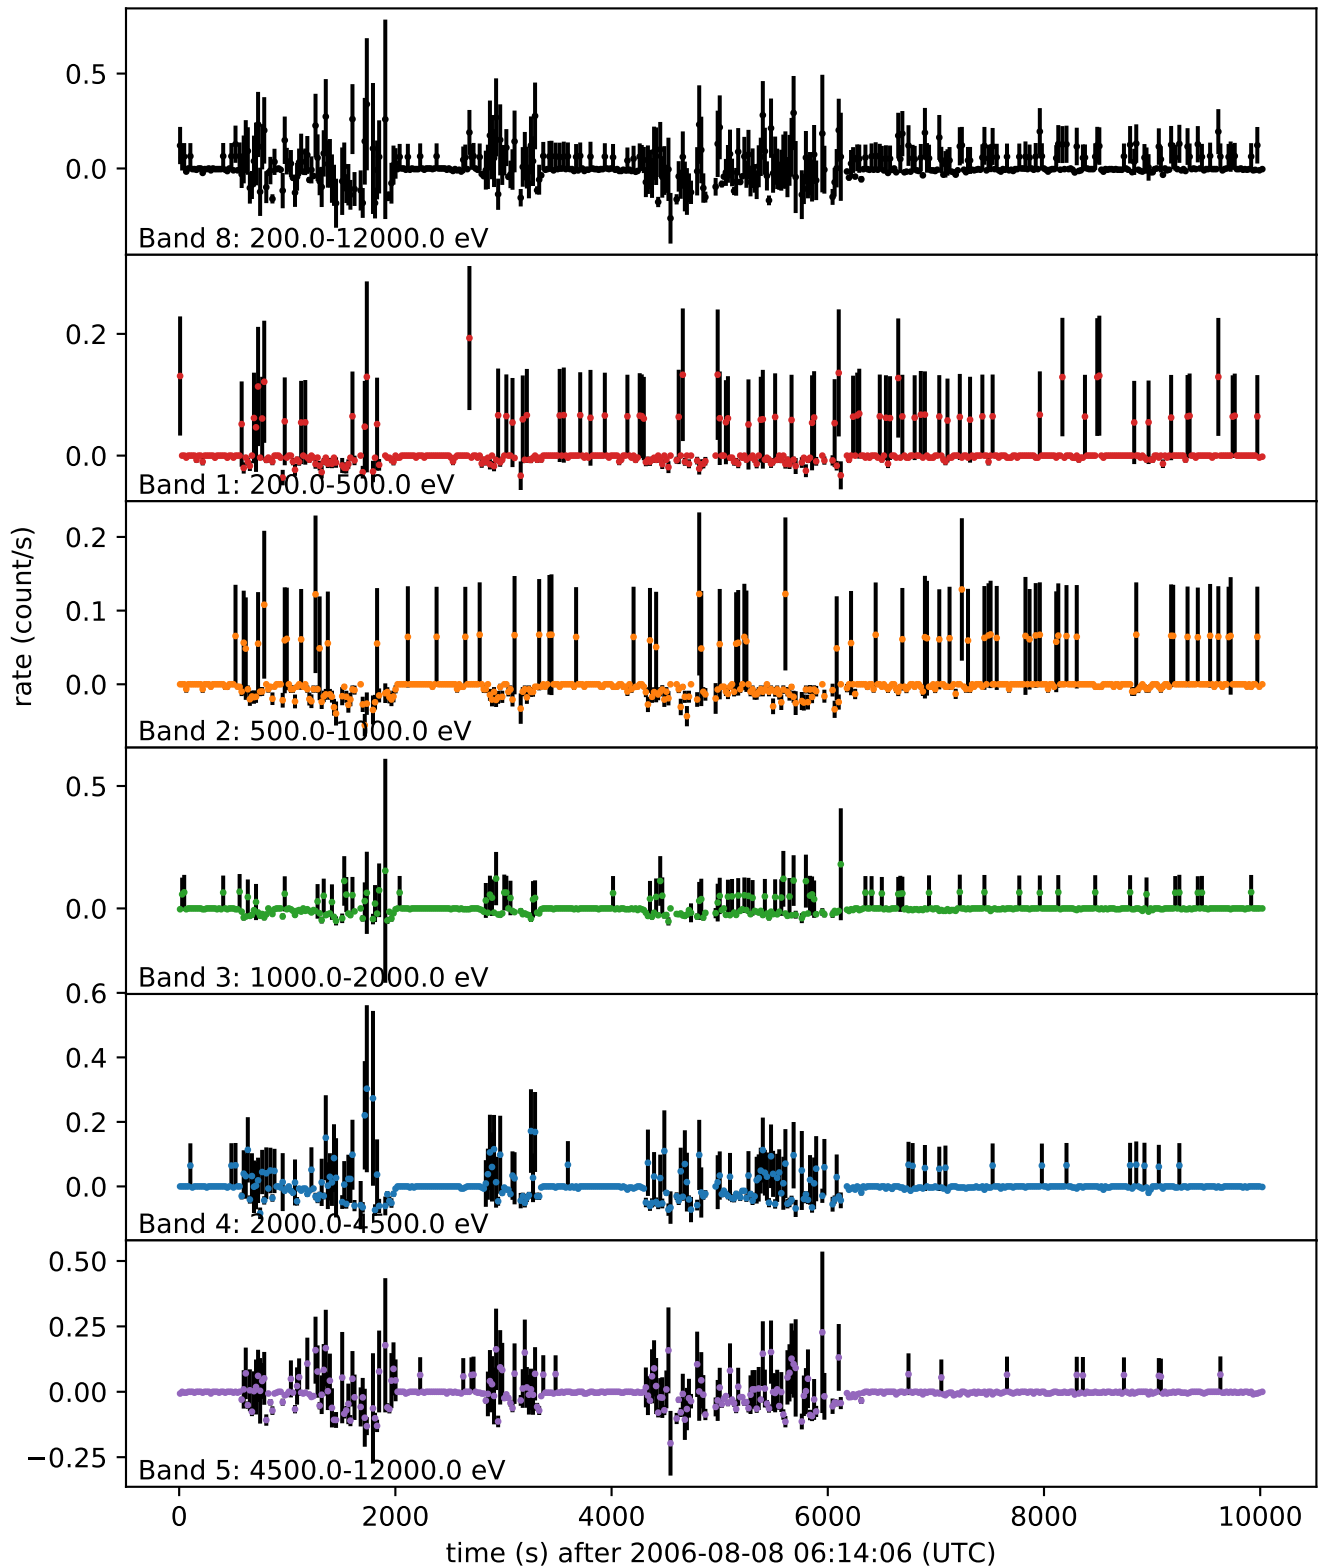 0.5
0.0
Band 8: 200.0-12000.0 eV
0.2
0.0
Band 1: 200.0-500.0 eV
0.2
0.1
0.0
Band 2: 500.0-1000.0 eV
rate (count/s)
0.5
0.0
Band 3: 1000.0-2000.0 eV
0.6
0.4
0.2
0.0
Band 4: 2000.0-4500.0 eV
0.50
0.25
0.00
−0.25
Band 5: 4500.0-12000.0 eV
0 2000 4000 6000 8000 10000
time (s) after 2006-08-08 06:14:06 (UTC)